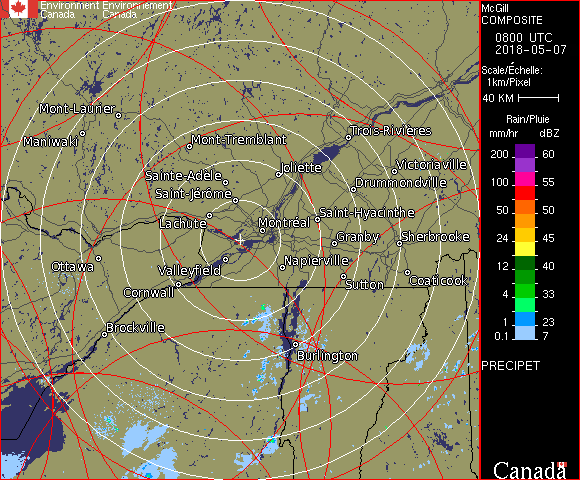 Environment Environnement
Canada Canada
McGill
COMPOSITE
0800 UTC
2018-05-07
Scale/Échelle:
1km/Pixel
40 KM
Rain/Pluie
mm/hr dBZ
200 60
100 55
50 50
24 45
12 40
4 33
1 23
0.1 7
PRECIPET
Mont-Laurier
Maniwaki
Mont-Tremblant
Trois-Rivières
Joliette
Victoriaville
Sainte-Adèle
Drummondville
Saint-Jérôme
Saint-Hyacinthe
Lachute
Montréal
Granby
Sherbrooke
Ottawa
Valleyfield
Napierville
Sutton
Coaticook
Cornwall
Brockville
Burlington
Canada